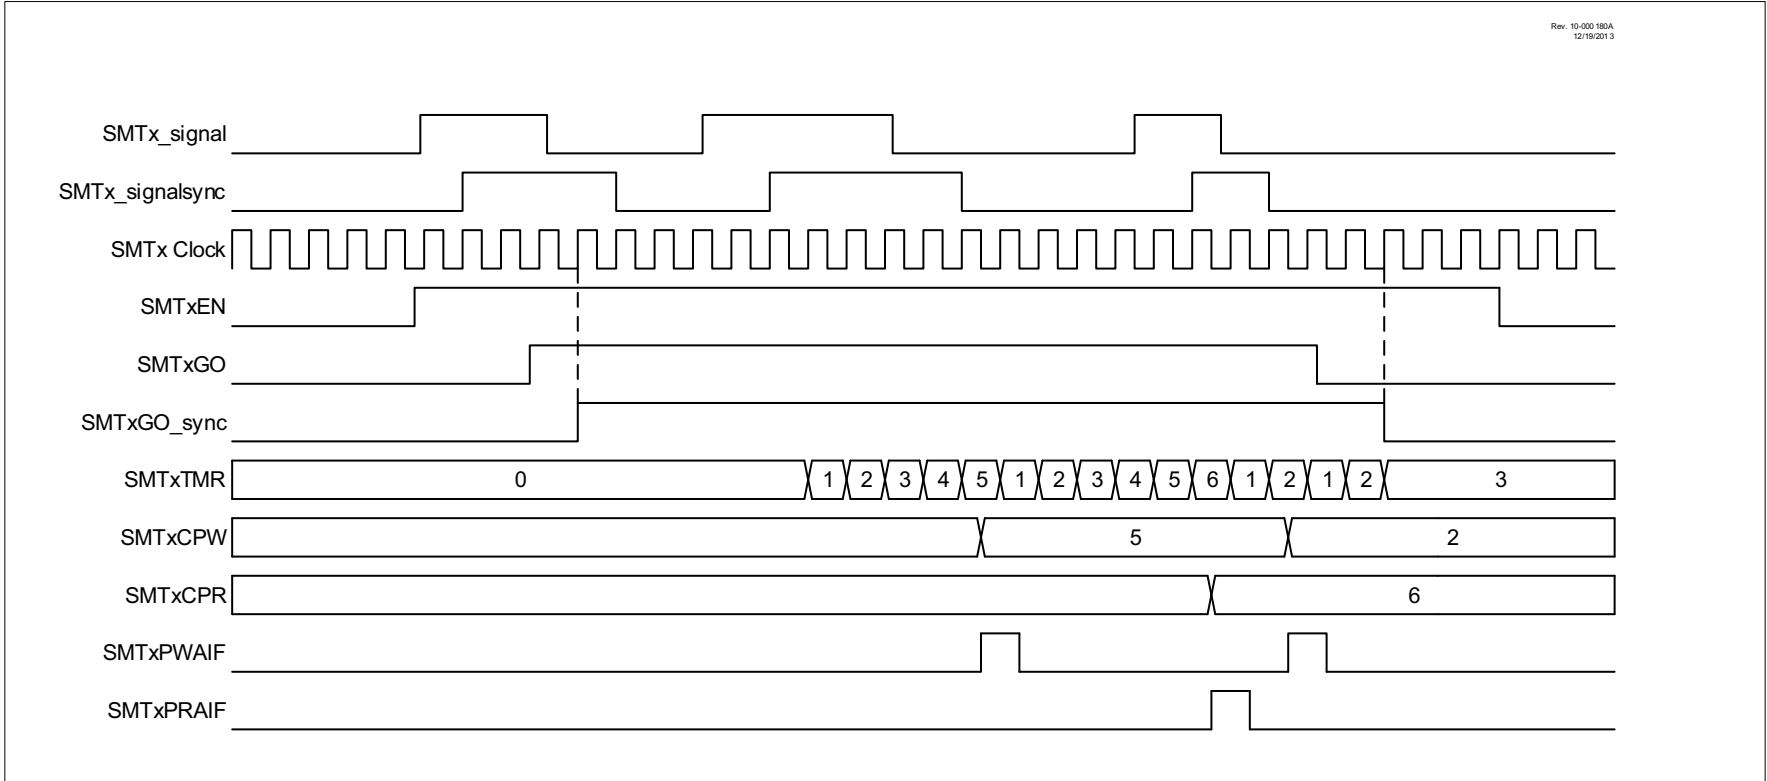 Rev. 10-000 180A
12/19/201 3
SMTx_signal
SMTx_signalsync
SMTx Clock
SMTxEN
SMTxGO
SMTxGO_sync
SMTxTMR 0 1 2 3 4 5 1 2 3 4 5 6 1 2 1 2 3
SMTxCPW 5 2
SMTxCPR 6
SMTxPWAIF
SMTxPRAIF